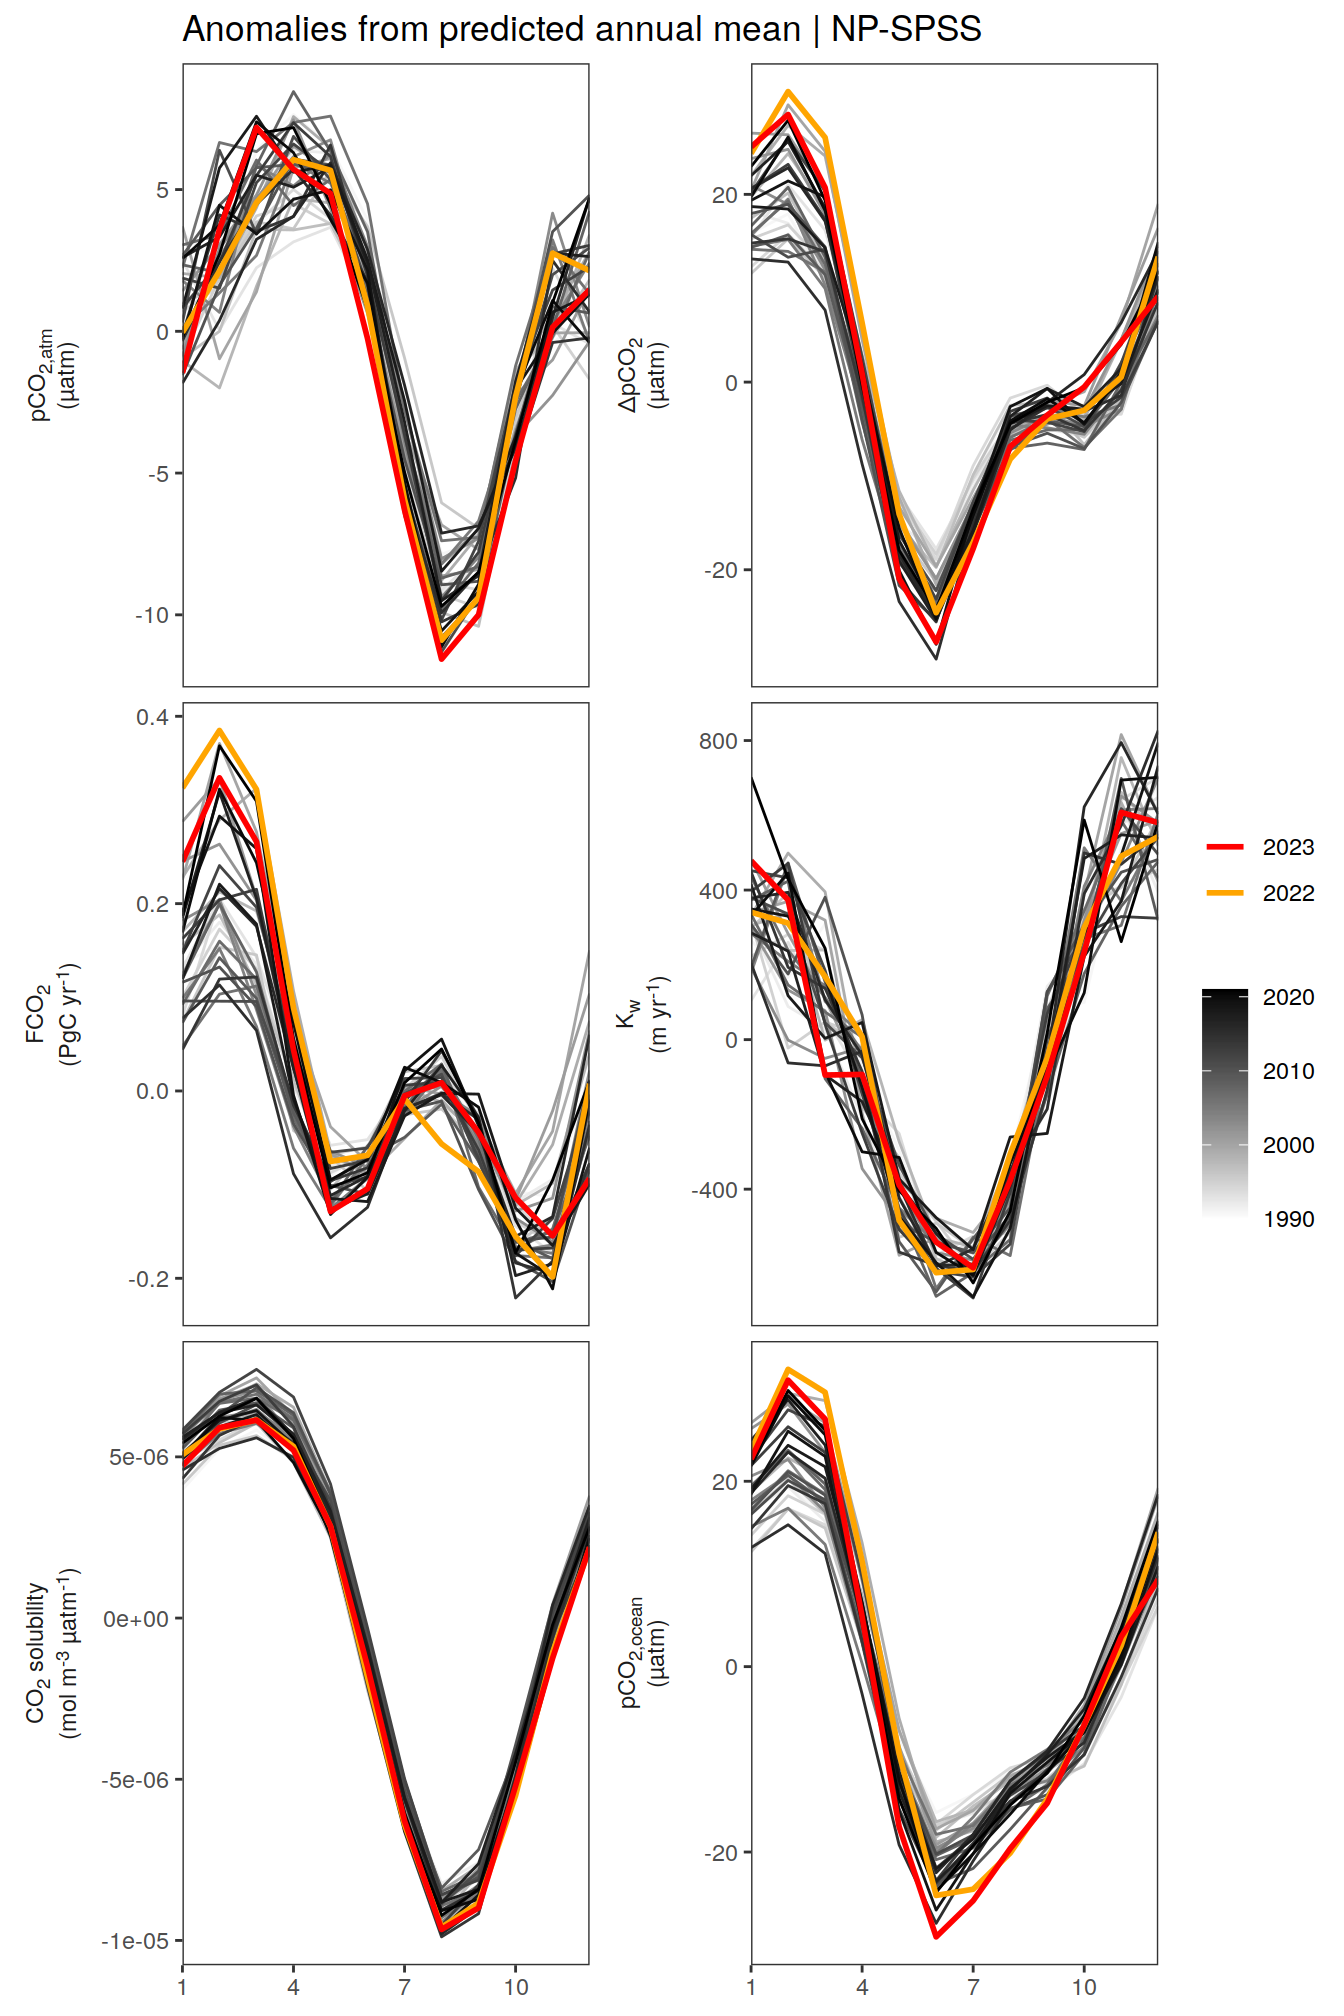 Anomalies from predicted annual mean | NP-SPSS
pCO2,atm
(µatm)
5
0
-5
-10
ΔpCO2
(µatm)
20
0
-20
FCO2
(PgC yr-1)
0.4
0.2
0.0
-0.2
Kw
(m yr-1)
800
400
0
-400
2023
2022
2020
2010
2000
1990
CO2 solubility
(mol m-3 µatm-1)
5e-06
0e+00
-5e-06
-1e-05
1 4 7 10
pCO2,ocean
(µatm)
20
0
-20
1 4 7 10